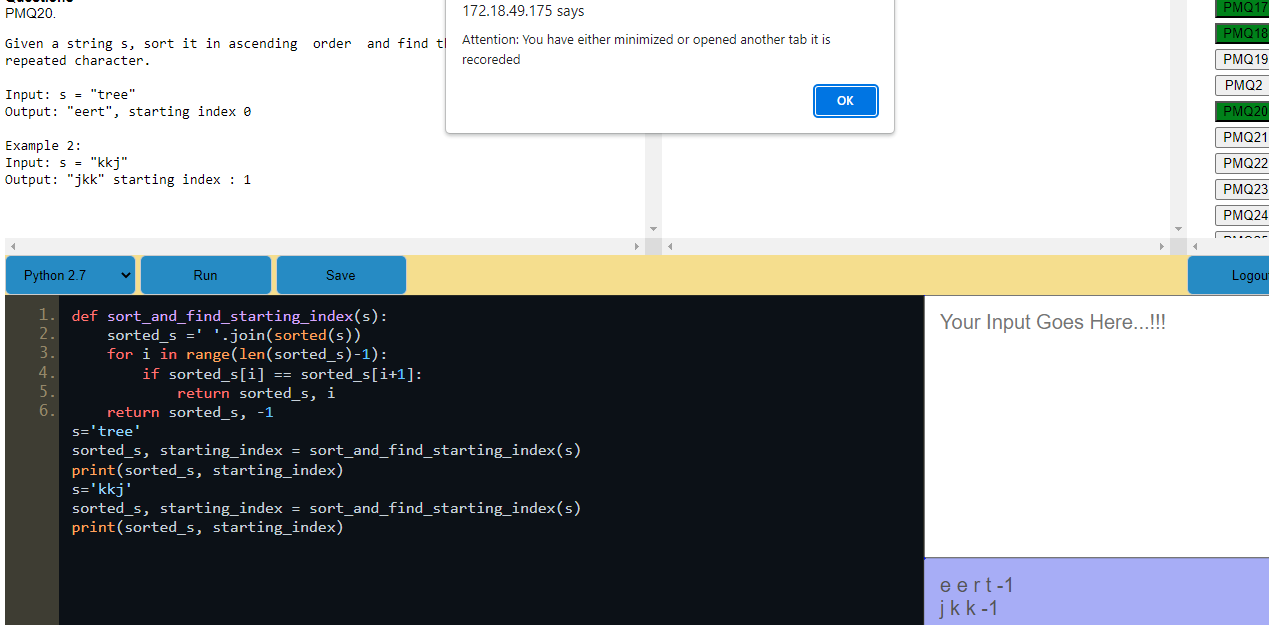 PMQ20.
Given a string s, sort it in ascending  order  and find
repeated character.
Input: s = "tree"
Output: "eert", starting index 0
Example 2:
Input: s = "kkj"
Output: "jkk" starting index : 1
172.18.49.175 says
Attention: You have either minimized or opened another tab it is
recoreded
OK
PMQ17
PMQ18
PMQ19
PMQ2
PMQ20
PMQ21
PMQ22
PMQ23
PMQ24
Python 2.7
Run
Save
1. def sort_and_find_starting_index(s):
2.     sorted_s =' '.join(sorted(s))
3.     for i in range(len(sorted_s)-1):
4.         if sorted_s[i] == sorted_s[i+1]:
5.             return sorted_s, i
6.     return sorted_s, -1
s='tree'
sorted_s, starting_index = sort_and_find_starting_index(s)
print(sorted_s, starting_index)
s='kkj'
sorted_s, starting_index = sort_and_find_starting_index(s)
print(sorted_s, starting_index)
Your Input Goes Here...!!!
e e r t -1
j k k -1